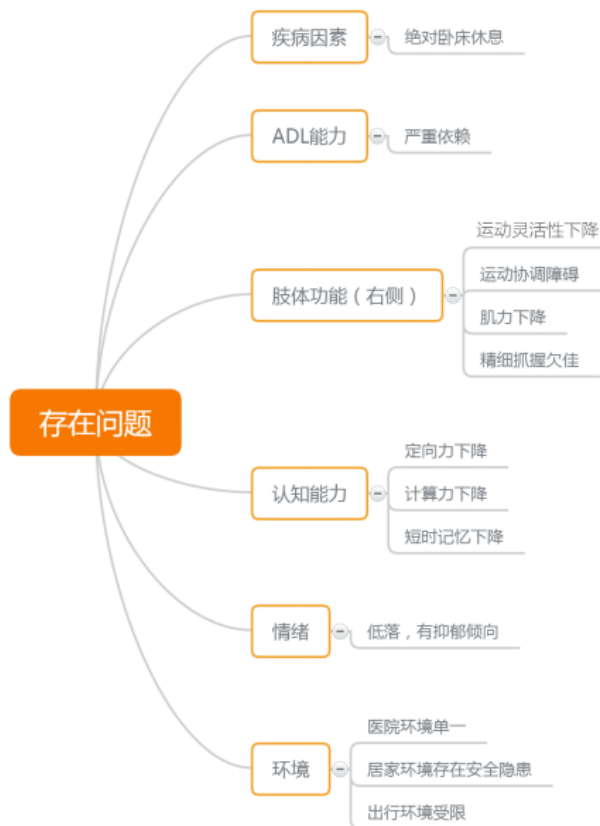 疾病因素
绝对卧床休息
ADL能力
严重依赖
肢体功能（右侧）
运动灵活性下降
运动协调障碍
肌力下降
精细抓握欠佳
存在问题
认知能力
定向力下降
计算力下降
短时记忆下降
情绪
低落，有抑郁倾向
环境
医院环境单一
居家环境存在安全隐患
出行环境受限